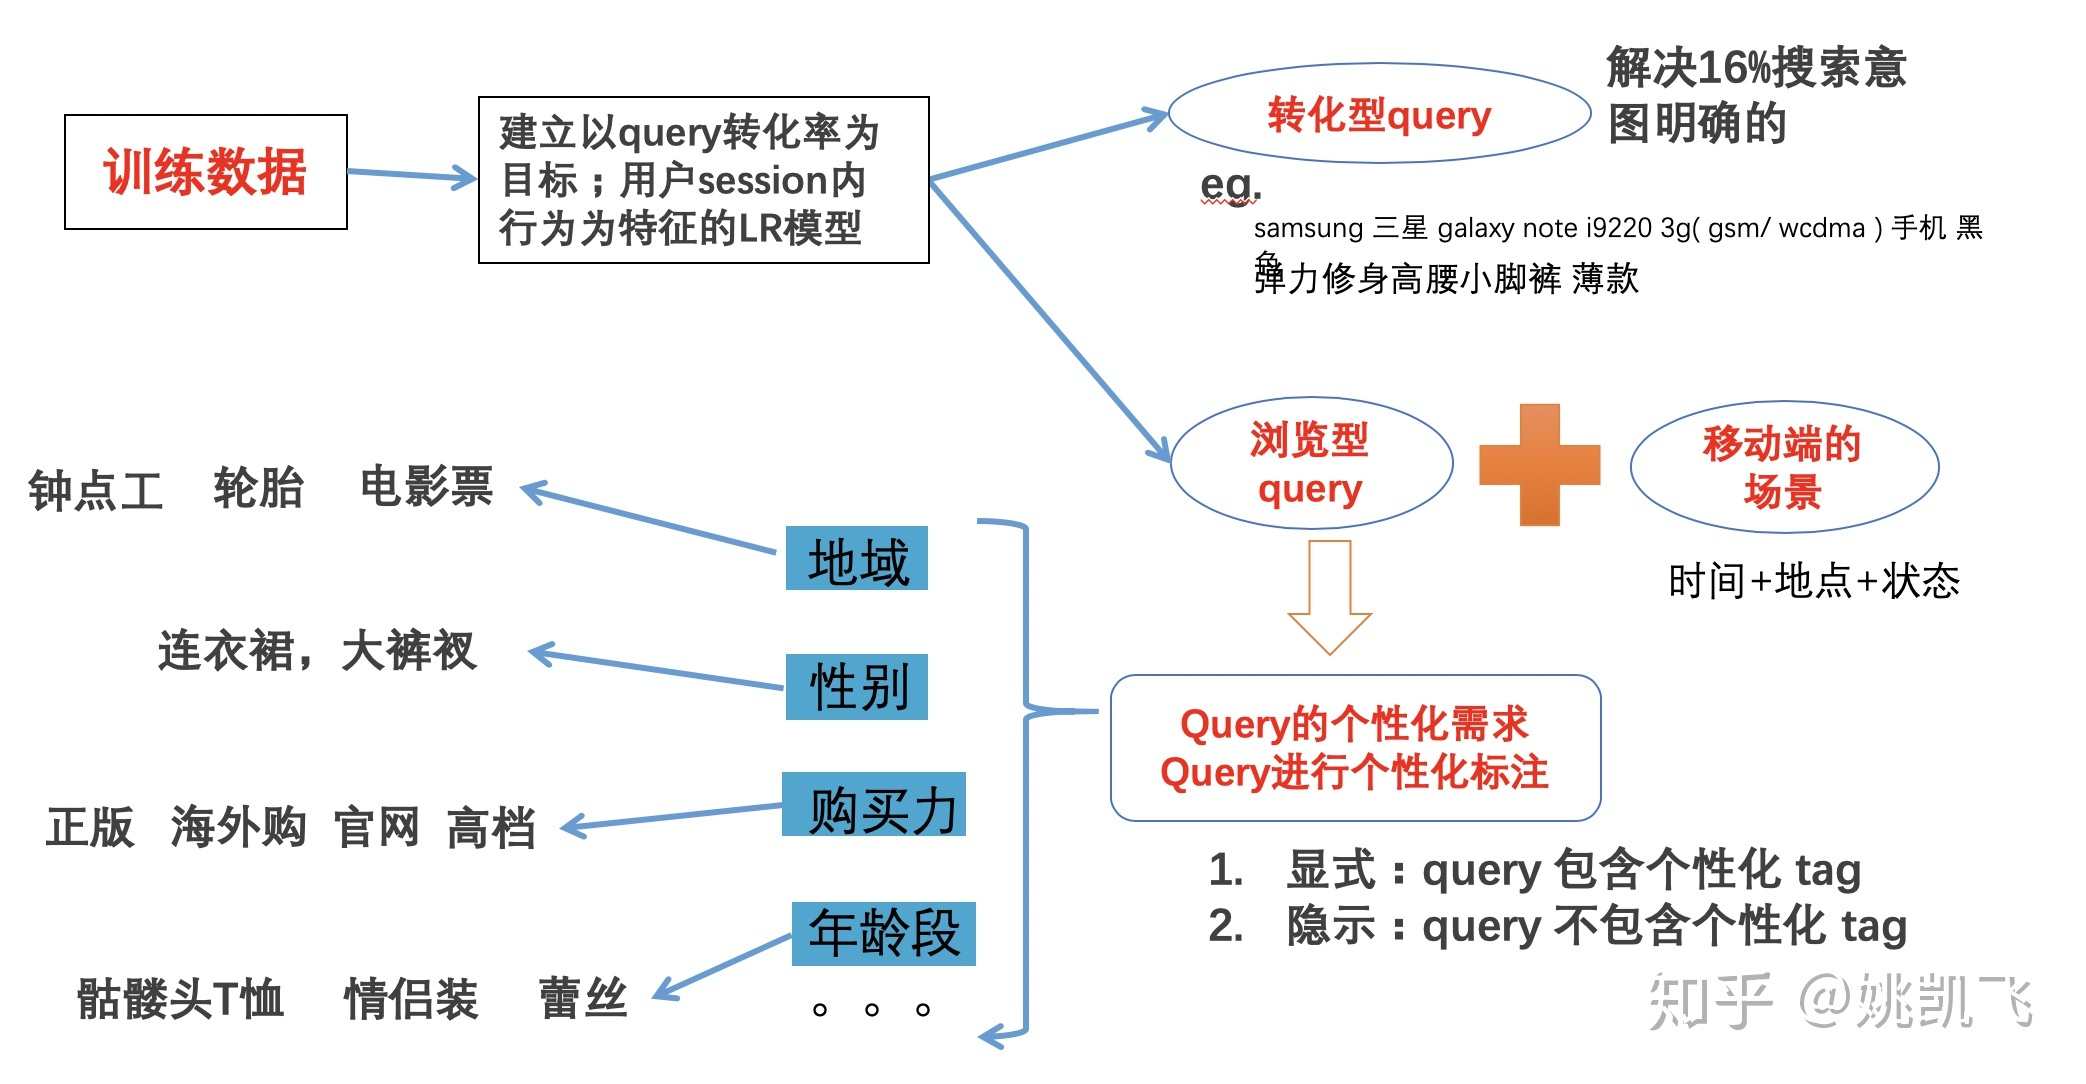 训练数据
建立以query转化率为
目标；用户session内
行为为特征的LR模型
转化型query
解决16%搜索意
图明确的
eg.
samsung 三星 galaxy note i9220 3g( gsm/ wcdma ) 手机 黑
色
弹力修身高腰小脚裤 薄款
浏览型
query
移动端的
场景
时间+地点+状态
钟点工 轮胎 电影票
地域
连衣裙，大裤衩
性别
正版 海外购 官网 高档
购买力
骷髅头T恤 情侣装 蕾丝
年龄段
。。。
Query的个性化需求
Query进行个性化标注
1. 显式：query 包含个性化 tag
2. 隐示：query 不包含个性化 tag
知乎 @姚凯飞